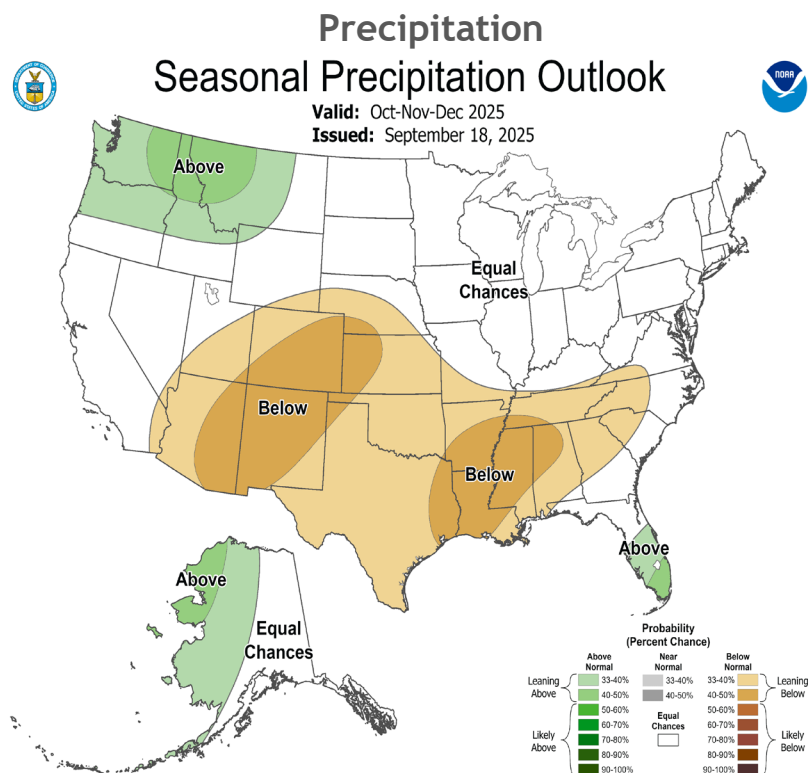 Precipitation
Seasonal Precipitation Outlook
Valid: Oct-Nov-Dec 2025
Issued: September 18, 2025
NOAA
Above
Equal
Chances
Below
Below
Above
Above
Equal
Chances
Probability
(Percent Chance)
Above
Normal
Near
Normal
Below
Normal
Leaning
Above
33-40%
40-50%
33-40%
40-50%
33-40%
40-50%
Leaning
Below
Likely
Above
50-60%
60-70%
70-80%
80-90%
90-100%
Equal
Chances
50-60%
60-70%
70-80%
80-90%
90-100%
Likely
Below